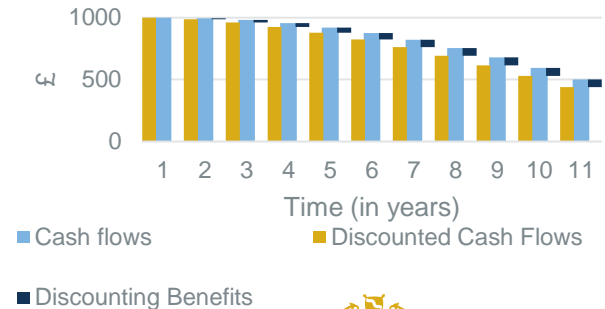 1000
500
0
£
1 2 3 4 5 6 7 8 9 10 11
Time (in years)
Cash flows
Discounted Cash Flows
Discounting Benefits